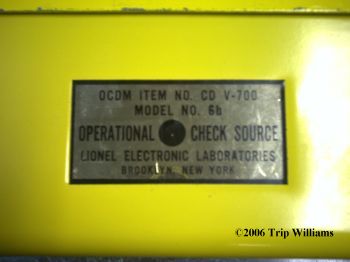 OCDM ITEM NO. CD V-700
MODEL NO. 6b
OPERATIONAL CHECK SOURCE
LIONEL ELECTRONIC LABORATORIES
BROOKLYN, NEW YORK
©2006 Trip Williams